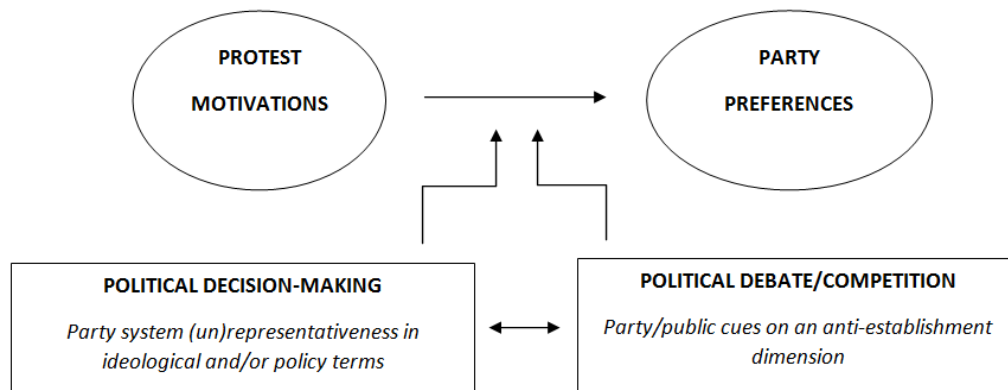 PROTEST
MOTIVATIONS
PARTY
PREFERENCES
POLITICAL DECISION-MAKING
Party system (un)representativeness in
ideological and/or policy terms
POLITICAL DEBATE/COMPETITION
Party/public cues on an anti-establishment
dimension